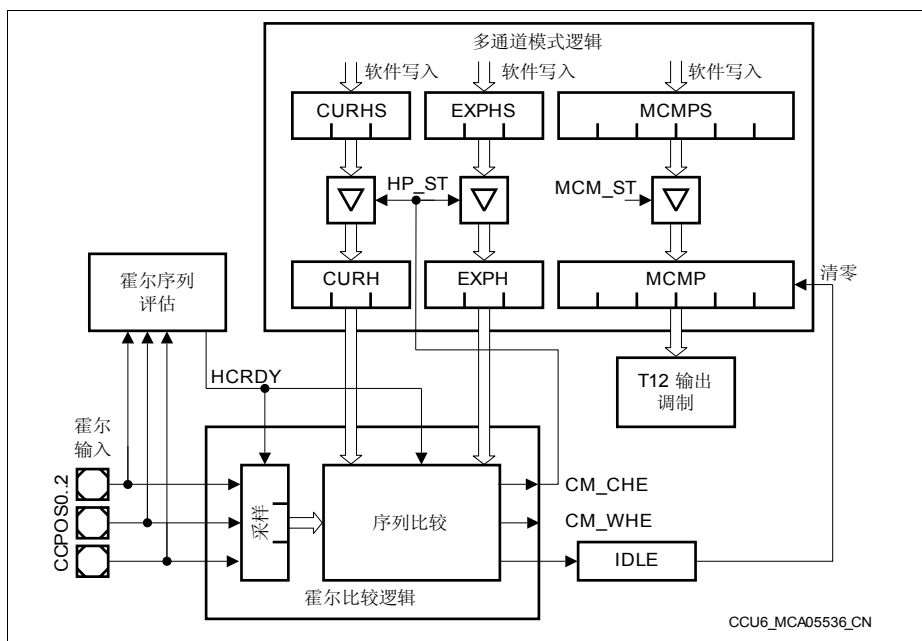 多通道模式逻辑
软件写入
软件写入
软件写入
CURHS
EXPHS
MCMPS
HP_ST
MCM_ST
CURH
EXPH
MCMP
清零
霍尔序列
评估
HCRDY
T12 输出
调制
霍尔
输入
CCPOS0..2
采样
序列比较
CM_CHE
CM_WHE
IDLE
霍尔比较逻辑
CCU6_MCA05536_CN